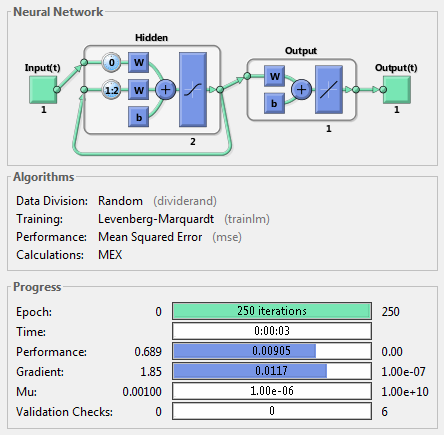 Neural Network
Hidden
Output
Input(t)
Output(t)
0
W
W
1:2
W
b
b
1
2
1
1
Algorithms
Data Division: Random (dividerand)
Training: Levenberg-Marquardt (trainlm)
Performance: Mean Squared Error (mse)
Calculations: MEX
Progress
Epoch: 0 250 iterations 250
Time: 0:00:03
Performance: 0.689 0.00905 0.00
Gradient: 1.85 0.0117 1.00e-07
Mu: 0.00100 1.00e-06 1.00e+10
Validation Checks: 0 0 6